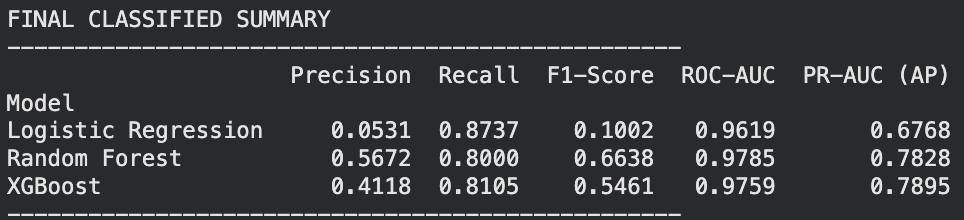 FINAL CLASSIFIED SUMMARY
--------------------------------------------------
Precision Recall F1-Score ROC-AUC PR-AUC (AP)
Model
Logistic Regression 0.0531 0.8737 0.1002 0.9619 0.6768
Random Forest 0.5672 0.8000 0.6638 0.9785 0.7828
XGBoost 0.4118 0.8105 0.5461 0.9759 0.7895
--------------------------------------------------